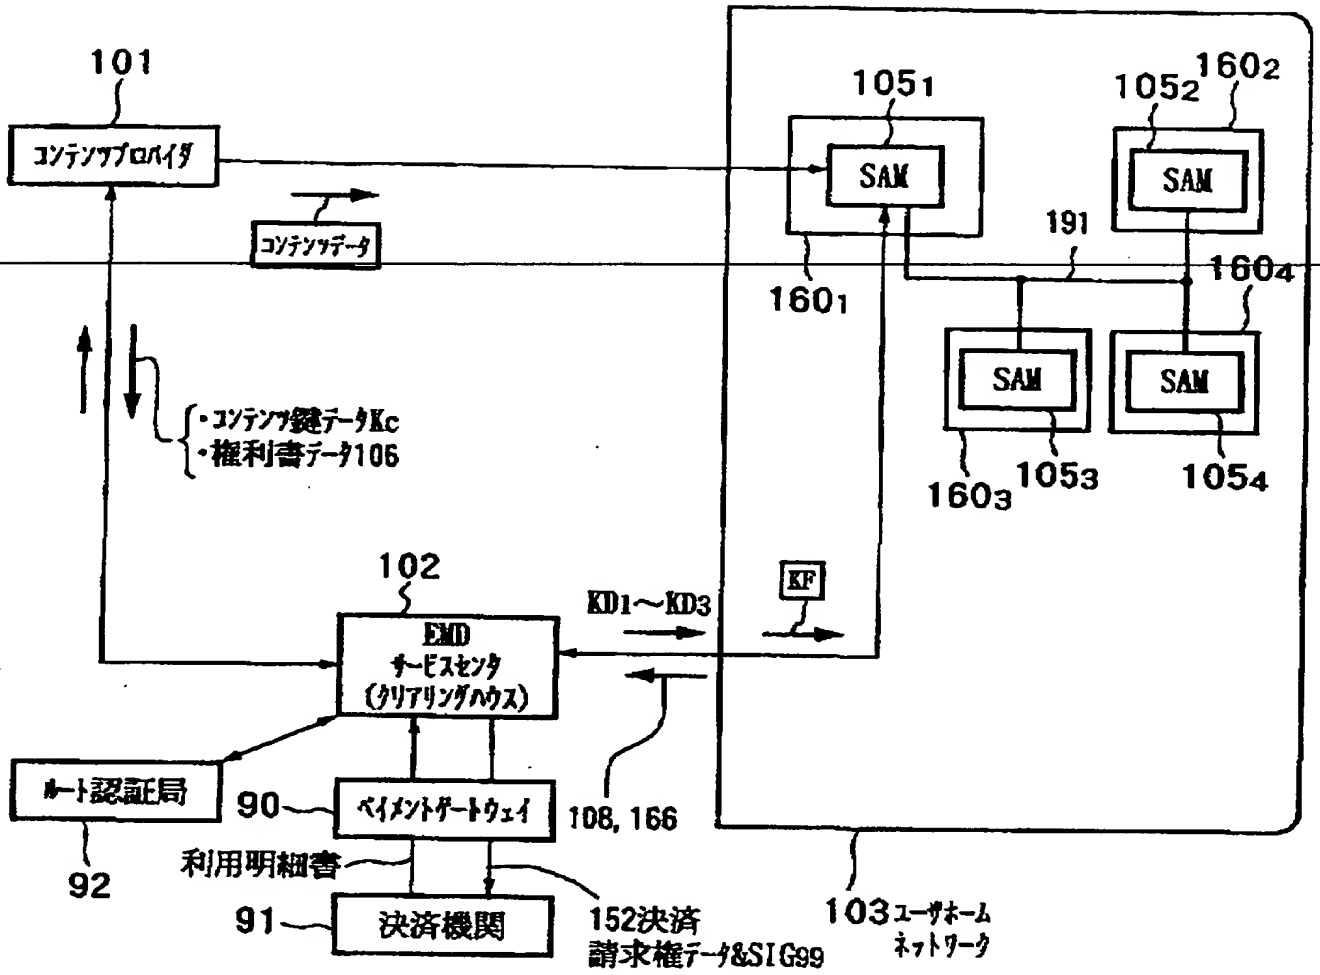 101
コンテンツプロバイダ
コンテンツデータ
・コンテンツ鍵データKc
・権利書データ106
105₁
SAM
160₁
105₂
160₂
SAM
191
160₄
SAM
105₃
160₃
SAM
105₄
102
EMD
サービスセンタ
(クリアリングハウス)
KD₁～KD₃
KF
108, 166
ルート認証局
92
90
ペイメントゲートウェイ
利用明細書
91
決済機関
152決済
請求権データ&SIG₉₉
103 ユーザホーム
ネットワーク